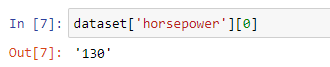 In [7]: dataset['horsepower'][0]
Out[7]: '130'